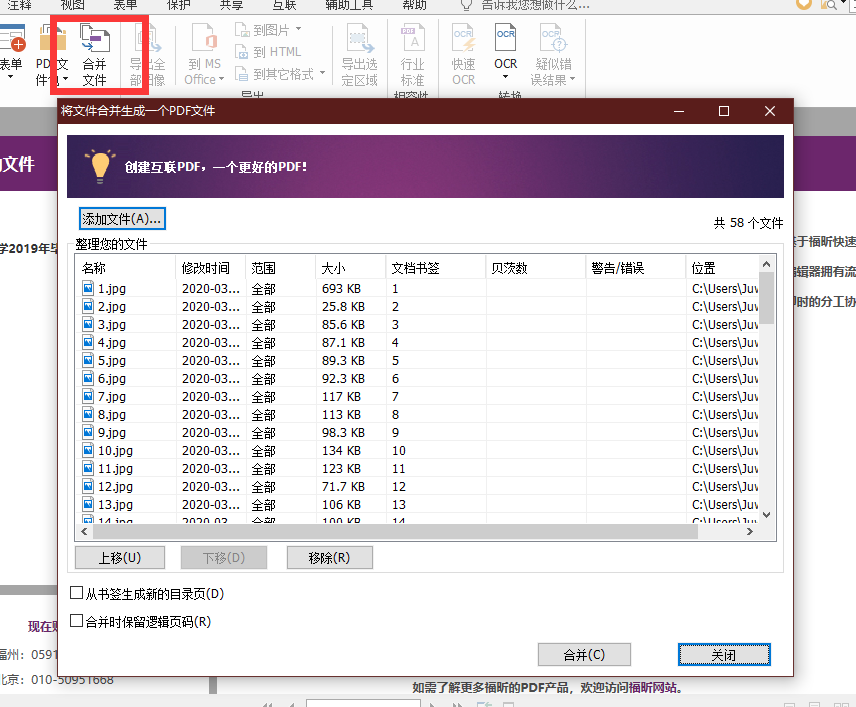 注释 视图 表单 保护 共享 互联 辅助工具 帮助 告诉我您想做什么...
表单 PDF文件包 合并文件 导出全部图像 到 MS Office 到图片 到 HTML 到其它格式 导出选定区域 行业标准 快速OCR OCR 疑似错误结果
导出 转换
将文件合并生成一个PDF文件
文件
创建互联PDF，一个更好的PDF!
添加文件(A)...
共 58 个文件
整理您的文件
学2019年
于福昕快速
编辑器拥有流
即时的分工协
名称 修改时间 范围 大小 文档书签 贝茨数 警告/错误 位置
1.jpg 2020-03... 全部 693 KB 1 C:\Users\Juv
2.jpg 2020-03... 全部 25.8 KB 2 C:\Users\Juv
3.jpg 2020-03... 全部 85.6 KB 3 C:\Users\Juv
4.jpg 2020-03... 全部 87.1 KB 4 C:\Users\Juv
5.jpg 2020-03... 全部 89.3 KB 5 C:\Users\Juv
6.jpg 2020-03... 全部 92.3 KB 6 C:\Users\Juv
7.jpg 2020-03... 全部 117 KB 7 C:\Users\Juv
8.jpg 2020-03... 全部 113 KB 8 C:\Users\Juv
9.jpg 2020-03... 全部 98.3 KB 9 C:\Users\Juv
10.jpg 2020-03... 全部 134 KB 10 C:\Users\Juv
11.jpg 2020-03... 全部 123 KB 11 C:\Users\Juv
12.jpg 2020-03... 全部 71.7 KB 12 C:\Users\Juv
13.jpg 2020-03... 全部 106 KB 13 C:\Users\Juv
14.jpg 2020-03... 全部 100 KB 14 C:\Users\Juv
上移(U) 下移(D) 移除(R)
从书签生成新的目录页(D)
合并时保留逻辑页码(R)
现在
福州: 0591
合并(C) 关闭
北京: 010-50951668
如需了解更多福昕的PDF产品，欢迎访问福昕网站。